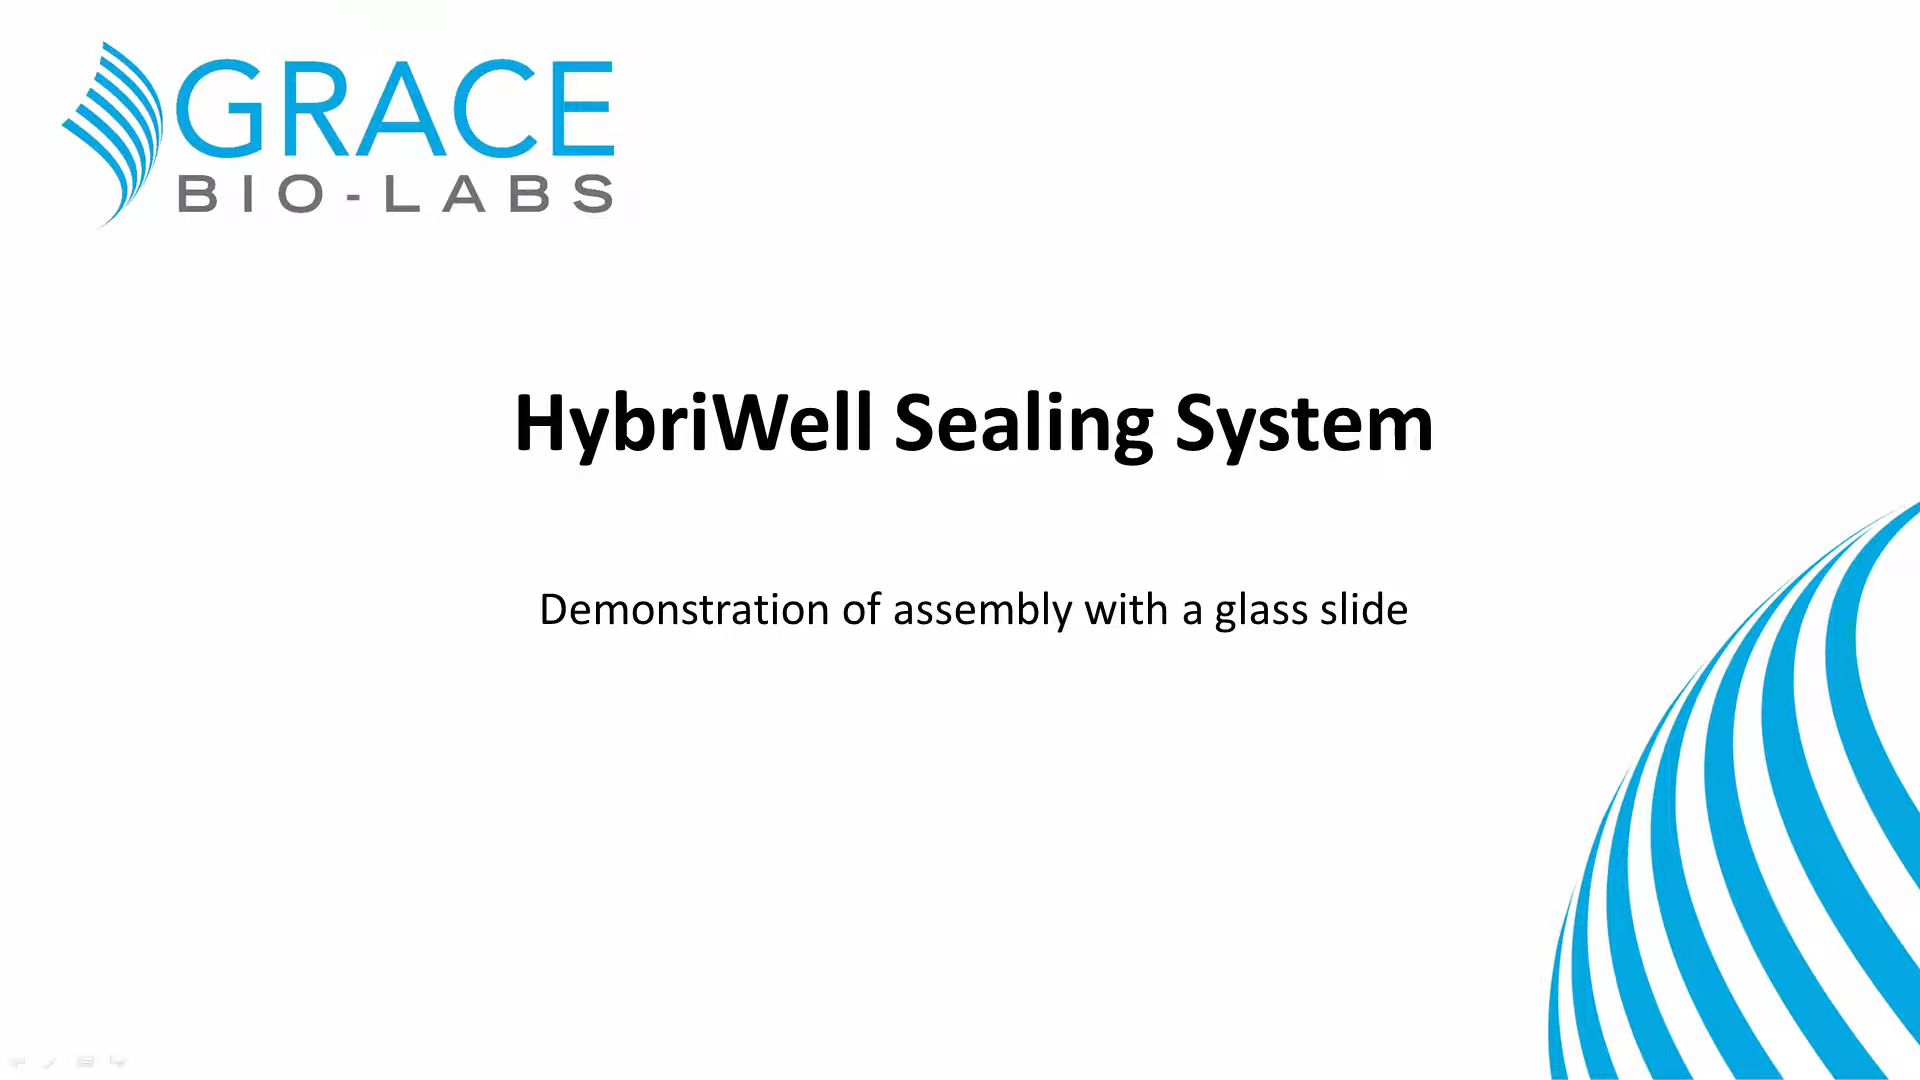 GRACE
BIO-LABS
HybriWell Sealing System
Demonstration of assembly with a glass slide